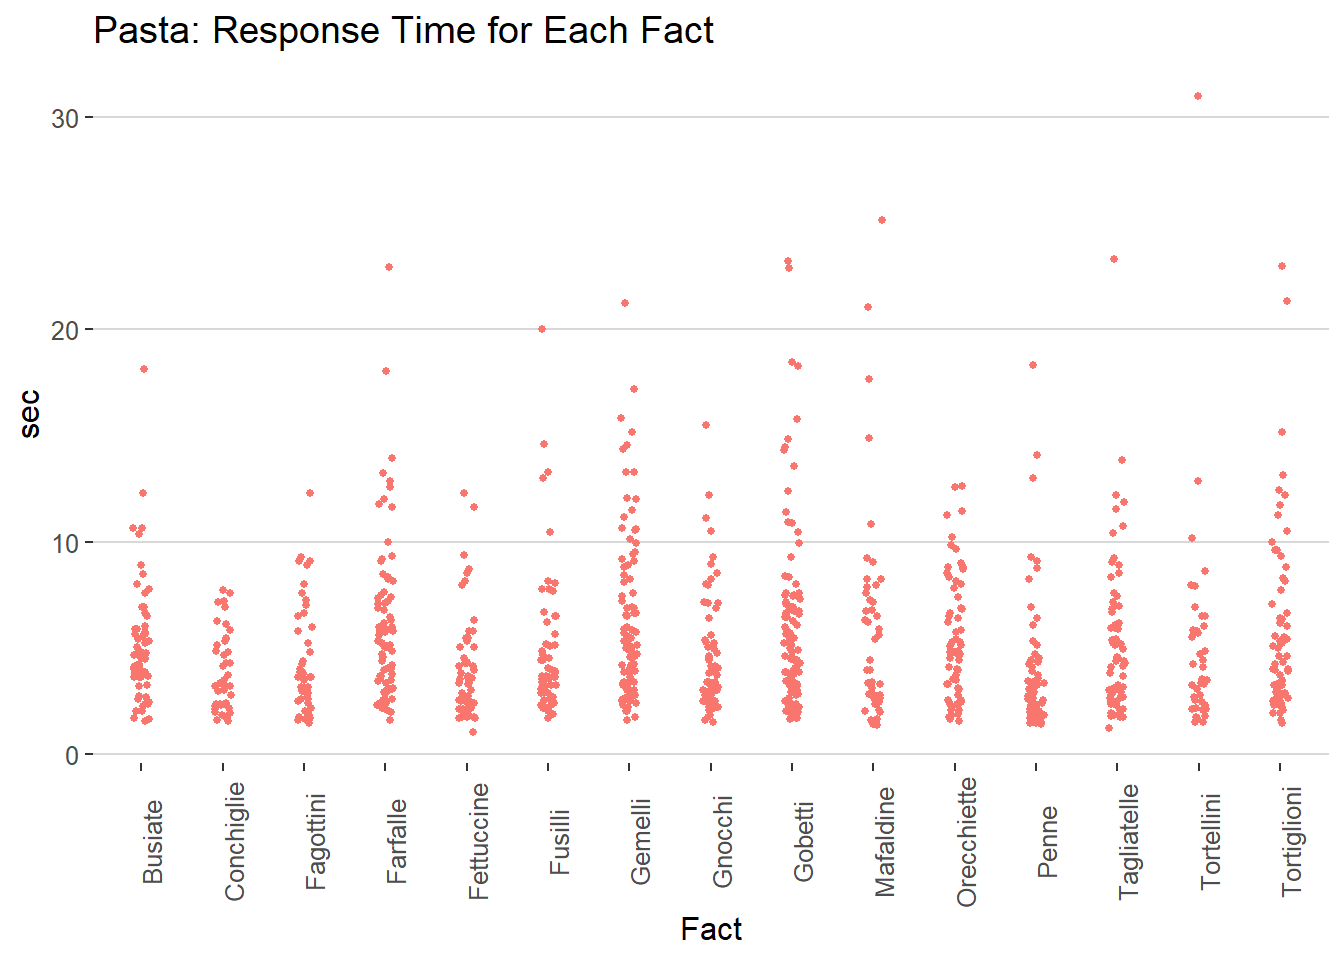 Pasta: Response Time for Each Fact
30
20
10
0
sec
Busiate
Conchiglie
Fagottini
Farfalle
Fettuccine
Fusilli
Gemelli
Gnocchi
Gobetti
Mafaldine
Orecchiette
Penne
Tagliatelle
Tortellini
Tortiglioni
Fact